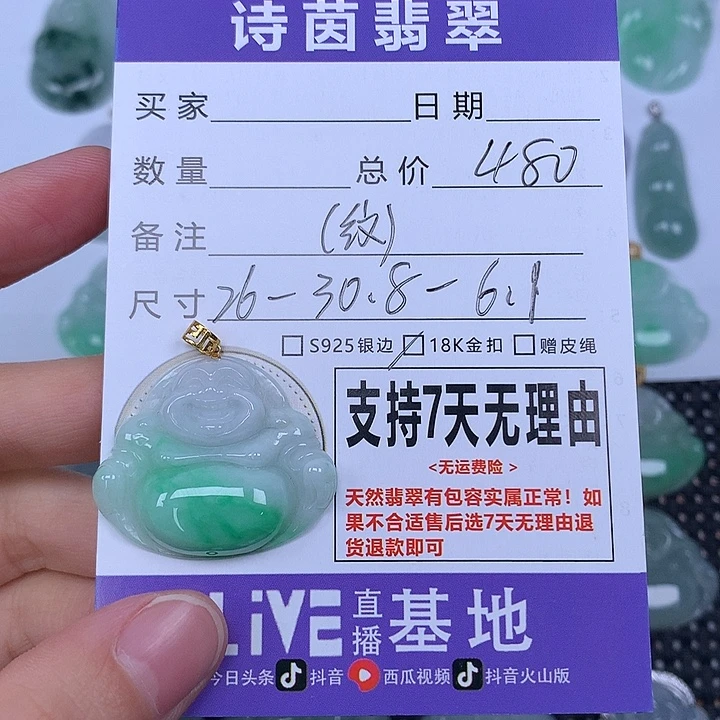 诗茵翡翠
买家 日期
数量 总价 480
备注 (纹)
尺寸 26-30.8-6.1
S925银边 18K金扣 赠皮绳
支持7天无理由
<无运费险>
天然翡翠有包容实属正常！如
果不合适售后选7天无理由退
货退款即可
LiVE直播基地
今日头条 抖音 西瓜视频 抖音火山版